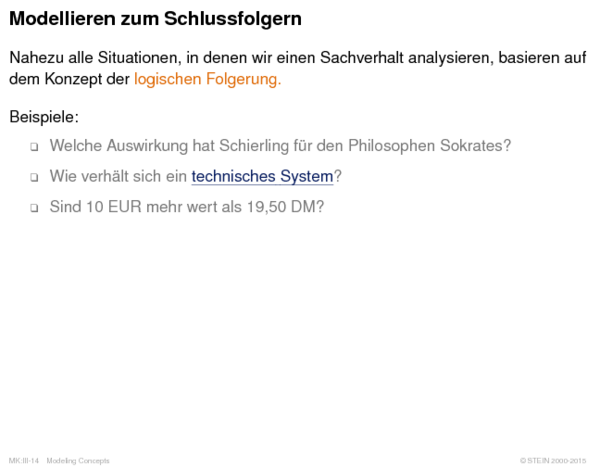 Modellieren zum Schlussfolgern
Nahezu alle Situationen, in denen wir einen Sachverhalt analysieren, basieren auf
dem Konzept der logischen Folgerung.
Beispiele:
❑ Welche Auswirkung hat Schierling für den Philosophen Sokrates?
❑ Wie verhält sich ein technisches System?
❑ Sind 10 EUR mehr wert als 19,50 DM?
MK:III-14 Modeling Concepts
© STEIN 2000-2015